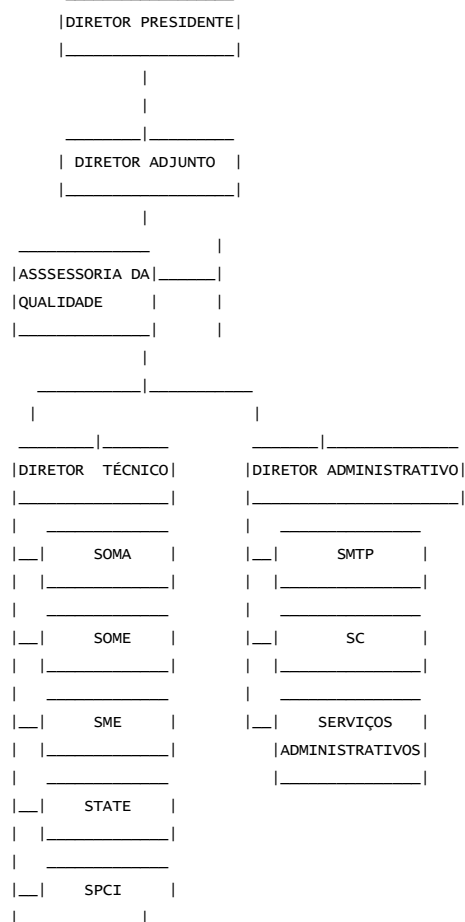 DIRETOR PRESIDENTE
DIRETOR ADJUNTO
ASSSESSORIA DA
QUALIDADE
DIRETOR TÉCNICO
DIRETOR ADMINISTRATIVO
SOMA
SMTP
SOME
SC
SME
SERVIÇOS
ADMINISTRATIVOS
STATE
SPCI